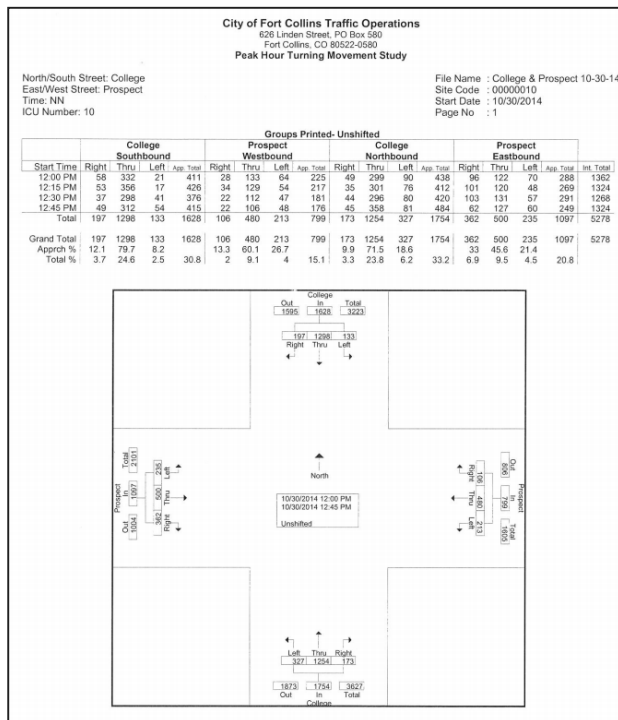 City of Fort Collins Traffic Operations
626 Linden Street, PO Box 580
Fort Collins, CO 80522-0580
Peak Hour Turning Movement Study
North/South Street: College
East/West Street: Prospect
Time: NN
ICU Number: 10
File Name : College & Prospect 10-30-14
Site Code : 00000010
Start Date : 10/30/2014
Page No : 1
Groups Printed- Unshifted
College Prospect College Prospect
Southbound Westbound Northbound Eastbound
Start Time Right Thru Left App. Total Right Thru Left App. Total Right Thru Left App. Total Right Thru Left App. Total Int. Total
12:00 PM 58 332 21 411 28 133 64 225 49 299 90 438 96 122 70 288 1362
12:15 PM 53 356 17 426 34 129 54 217 35 301 76 412 101 120 48 269 1324
12:30 PM 37 298 41 376 22 112 47 181 44 296 80 420 103 131 57 291 1268
12:45 PM 49 312 54 415 22 106 48 176 45 358 81 484 62 127 60 249 1324
Total 197 1298 133 1628 106 480 213 799 173 1254 327 1754 362 500 235 1097 5278
Grand Total 197 1298 133 1628 106 480 213 799 173 1254 327 1754 362 500 235 1097 5278
Apprch % 12.1 79.7 8.2 13.3 60.1 26.7 9.9 71.5 18.6 33 45.6 21.4
Total % 3.7 24.6 2.5 30.8 2 9.1 4 15.1 3.3 23.8 6.2 33.2 6.9 9.5 4.5 20.8
College
Out In Total
1595 1628 3223
197 1298 133
Right Thru Left
Prospect
Out In Total
1004 1097 2101
Right Thru Left
362 500 235
North
10/30/2014 12:00 PM
10/30/2014 12:45 PM
Unshifted
Prospect
Out In Total
806 799 1605
Right Thru Left
106 480 213
Left Thru Right
327 1254 173
1873 1754 3627
Out In Total
College